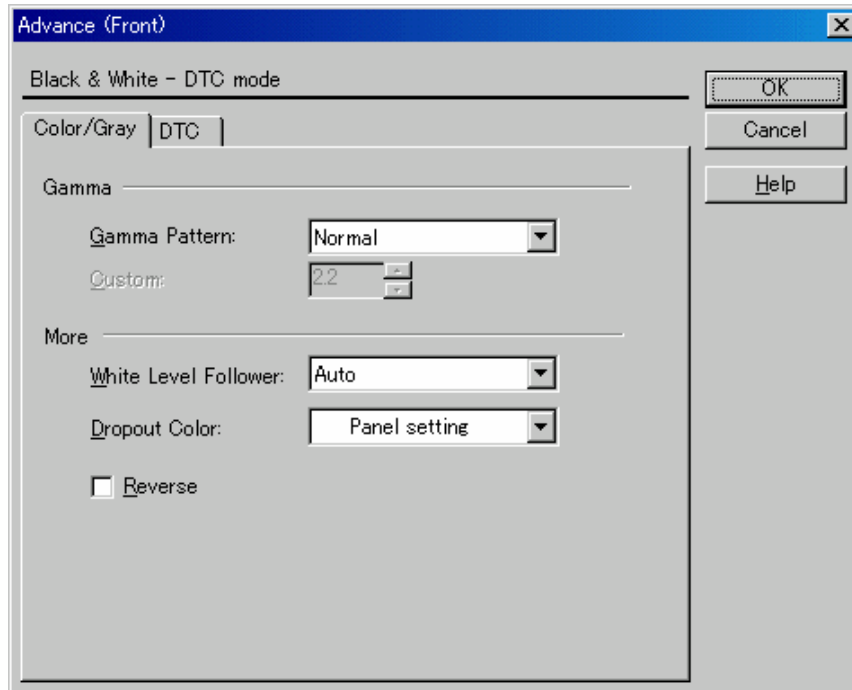 Advance (Front)
Black & White - DTC mode
OK
Color/Gray DTC
Cancel
Help
Gamma
Gamma Pattern: Normal
Custom: 2.2
More
White Level Follower: Auto
Dropout Color: Panel setting
Reverse